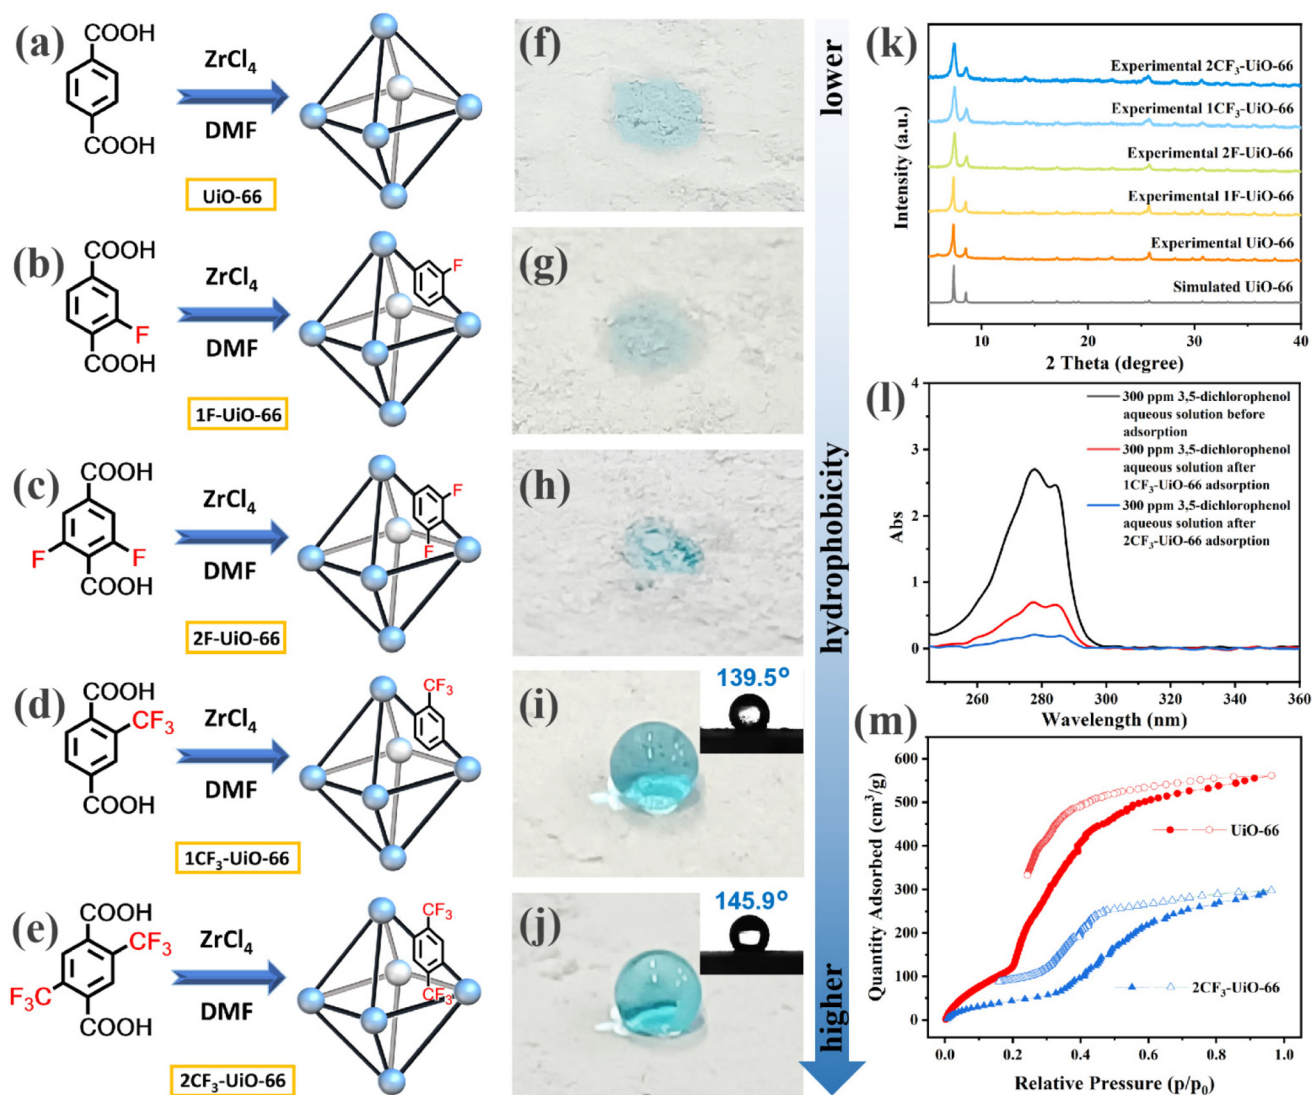 (a)
COOH
COOH
ZrCl4
DMF
UiO-66
(b)
COOH
F
COOH
ZrCl4
DMF
F
1F-UiO-66
(c)
COOH
F
F
COOH
ZrCl4
DMF
F
F
2F-UiO-66
(d)
COOH
CF3
COOH
ZrCl4
DMF
CF3
1CF3-UiO-66
(e)
COOH
CF3
F3C
COOH
ZrCl4
DMF
CF3
CF3
2CF3-UiO-66
(f)
(g)
(h)
(i)
139.5°
(j)
145.9°
lower
hydrophobicity
higher
(k)
Experimental 2CF3-UiO-66
Experimental 1CF3-UiO-66
Experimental 2F-UiO-66
Experimental 1F-UiO-66
Experimental UiO-66
Simulated UiO-66
Intensity (a.u.)
10
20
30
40
2 Theta (degree)
(l)
300 ppm 3,5-dichlorophenol
aqueous solution before
adsorption
300 ppm 3,5-dichlorophenol
aqueous solution after
1CF3-UiO-66 adsorption
300 ppm 3,5-dichlorophenol
aqueous solution after
2CF3-UiO-66 adsorption
Abs
4
3
2
1
0
260
280
300
320
340
360
Wavelength (nm)
(m)
Quantity Adsorbed (cm3/g)
600
500
400
300
200
100
0
UiO-66
2CF3-UiO-66
0.0
0.2
0.4
0.6
0.8
1.0
Relative Pressure (p/p0)